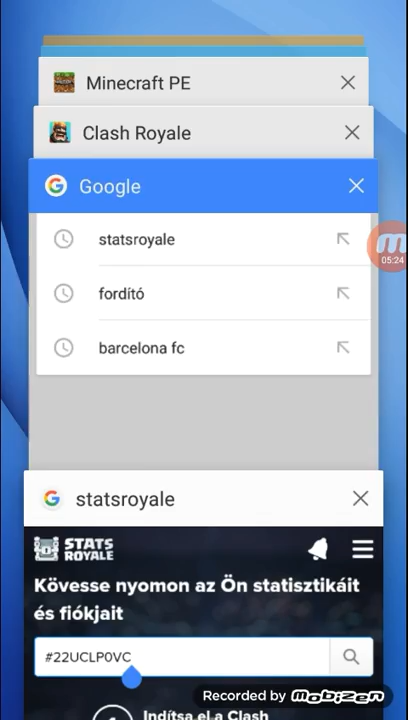 Minecraft PE
Clash Royale
Google
statsroyale
05:24
fordító
barcelona fc
statsroyale
STATS
ROYALE
Kövesse nyomon az Ön statisztikáit
és fiókjait
#22UCLP0VC
Recorded by mobizen
Indítsa el a Clash